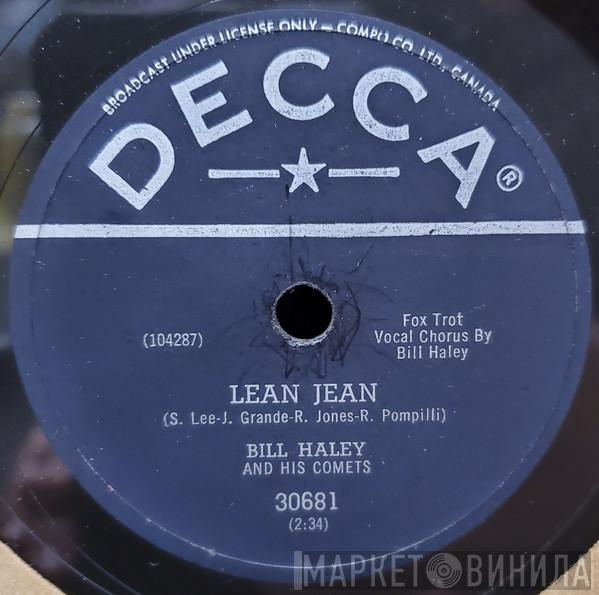 BROADCAST UNDER LICENSE ONLY — COMPO CO. LTD., CANADA
DECCA®
(104287)
Fox Trot
Vocal Chorus By
Bill Haley
LEAN JEAN
(S. Lee-J. Grande-R. Jones-R. Pompilli)
BILL HALEY
AND HIS COMETS
30681
(2:34)
МАРКЕТ ВИНИЛА